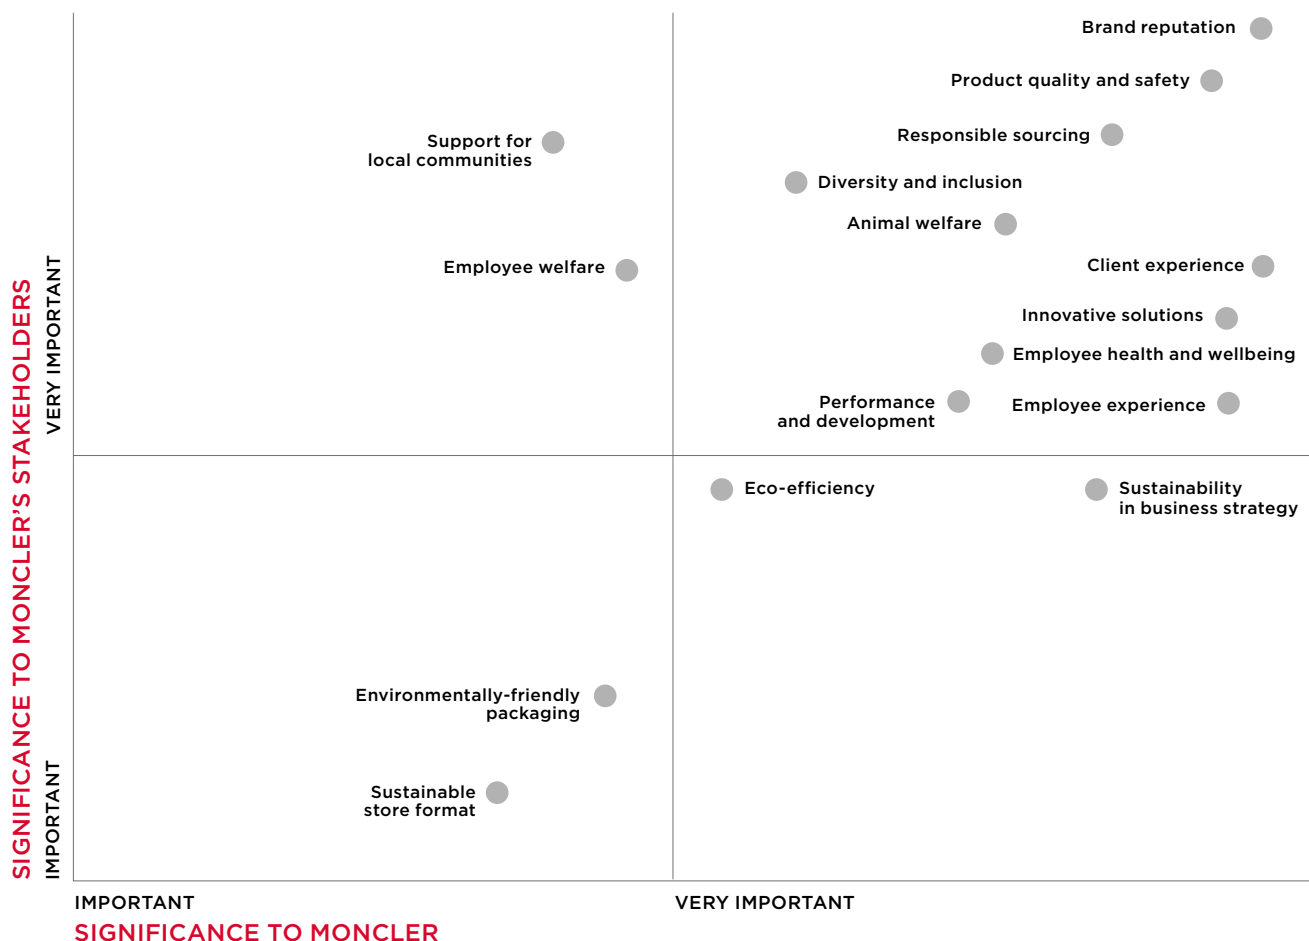 Brand reputation
Product quality and safety
Responsible sourcing
Support for
local communities
Diversity and inclusion
Animal welfare
Employee welfare
Client experience
Innovative solutions
Employee health and wellbeing
Performance
and development
Employee experience
Eco-efficiency
Sustainability
in business strategy
Environmentally-friendly
packaging
Sustainable
store format
SIGNIFICANCE TO MONCLER'S STAKEHOLDERS
VERY IMPORTANT
IMPORTANT
IMPORTANT
VERY IMPORTANT
SIGNIFICANCE TO MONCLER